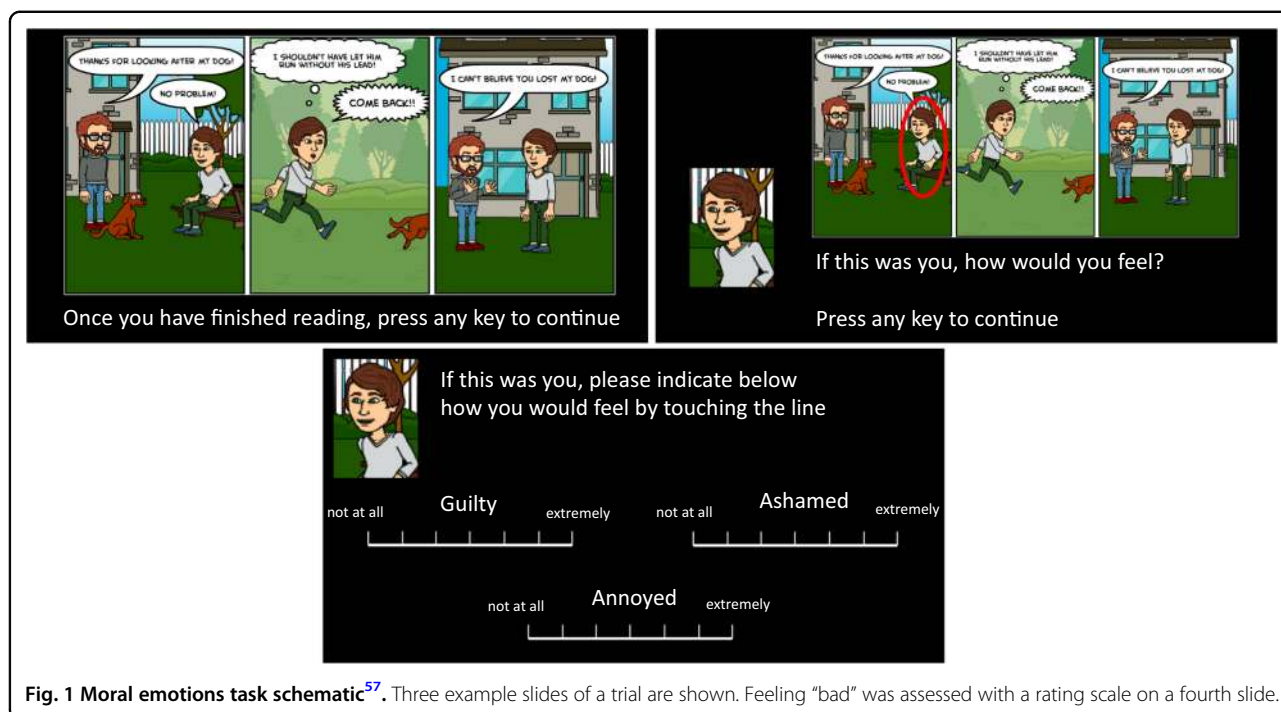 THANKS FOR LOOKING AFTER MY DOG!
NO PROBLEM!
I SHOULDN'T HAVE LET HIM
RUN WITHOUT HIS LEAD!
COME BACK!!
I CAN'T BELIEVE YOU LOST MY DOG!
Once you have finished reading, press any key to continue
THANKS FOR LOOKING AFTER MY DOG!
NO PROBLEM!
I SHOULDN'T HAVE LET HIM
RUN WITHOUT HIS LEAD!
COME BACK!!
I CAN'T BELIEVE YOU LOST MY DOG!
If this was you, how would you feel?
Press any key to continue
If this was you, please indicate below
how you would feel by touching the line
not at all Guilty extremely
not at all Ashamed extremely
not at all Annoyed extremely
Fig. 1 Moral emotions task schematic57. Three example slides of a trial are shown. Feeling “bad” was assessed with a rating scale on a fourth slide.